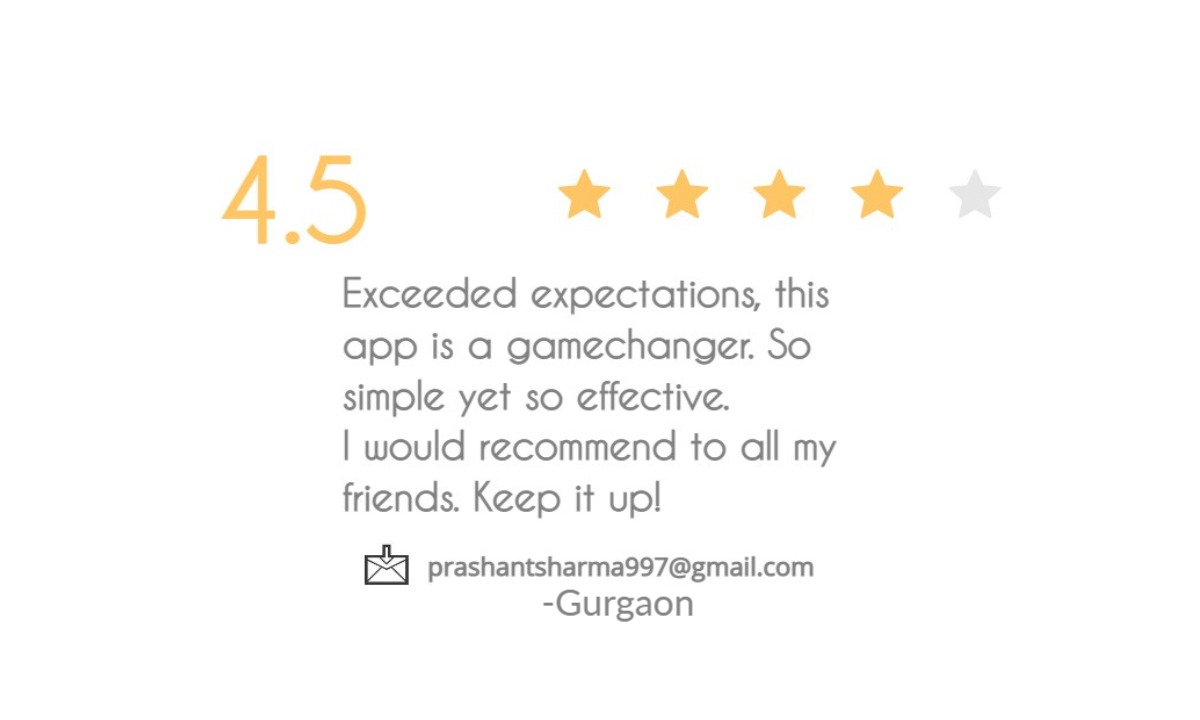 4.5
Exceeded expectations, this
app is a gamechanger. So
simple yet so effective.
I would recommend to all my
friends. Keep it up!
prashantsharma997@gmail.com
-Gurgaon